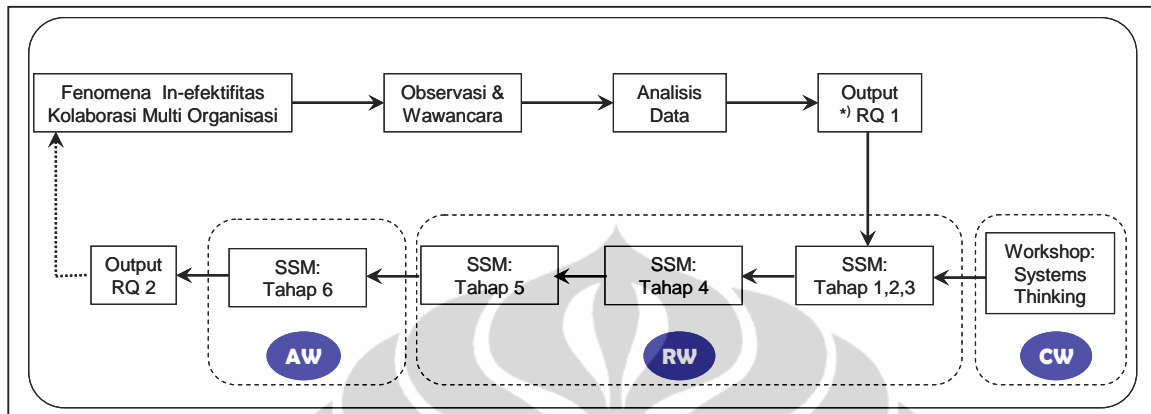 Fenomena In-efektifitas
Kolaborasi Multi Organisasi
Observasi &
Wawancara
Analisis
Data
Output
*) RQ 1
Output
RQ 2
SSM:
Tahap 6
SSM:
Tahap 5
SSM:
Tahap 4
SSM:
Tahap 1,2,3
Workshop:
Systems
Thinking
AW
RW
CW